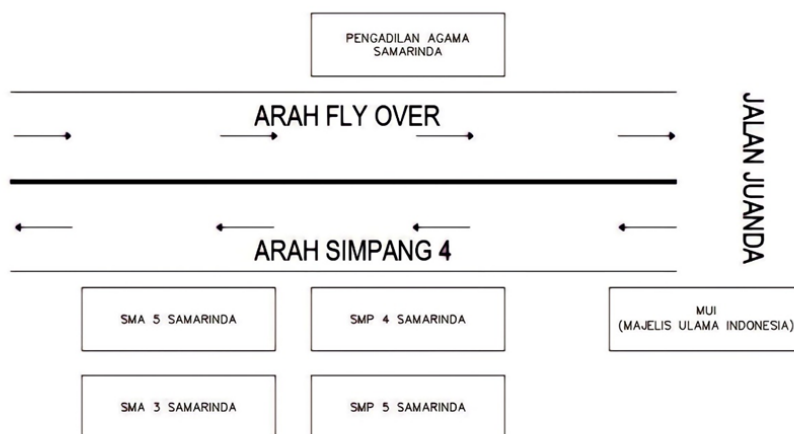 PENGADILAN AGAMA
SAMARINDA
ARAH FLY OVER
JALAN JUANDA
ARAH SIMPANG 4
SMA 5 SAMARINDA
SMP 4 SAMARINDA
MUI
(MAJELIS ULAMA INDONESIA)
SMA 3 SAMARINDA
SMP 5 SAMARINDA